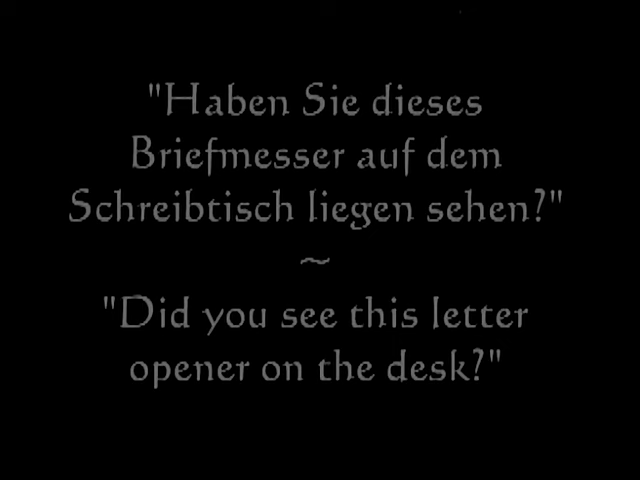 "Haben Sie dieses
Briefmesser auf dem
Schreibtisch liegen sehen?"
~
"Did you see this letter
opener on the desk?"